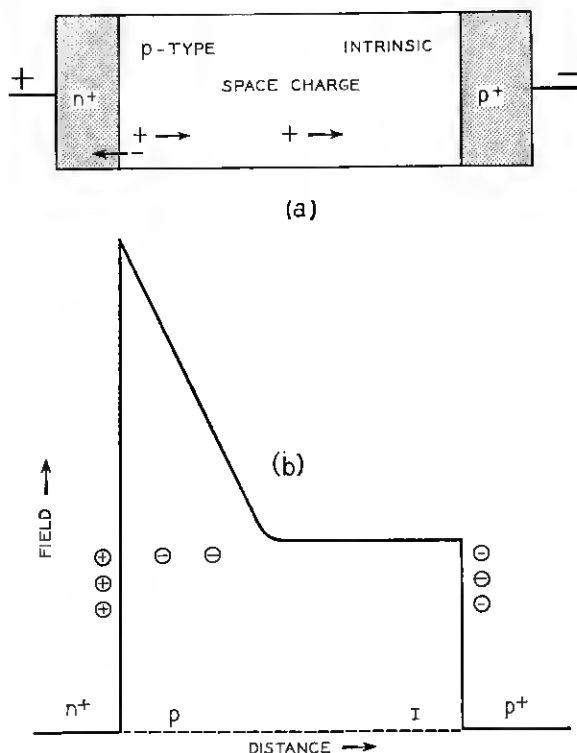 p-TYPE INTRINSIC
+ n+ SPACE CHARGE p+ −
+ → + →
← −
(a)
(b)
FIELD →
⊕ ⊖ ⊖ ⊖
⊕ ⊖
⊕ ⊖
n+ p I p+
DISTANCE →